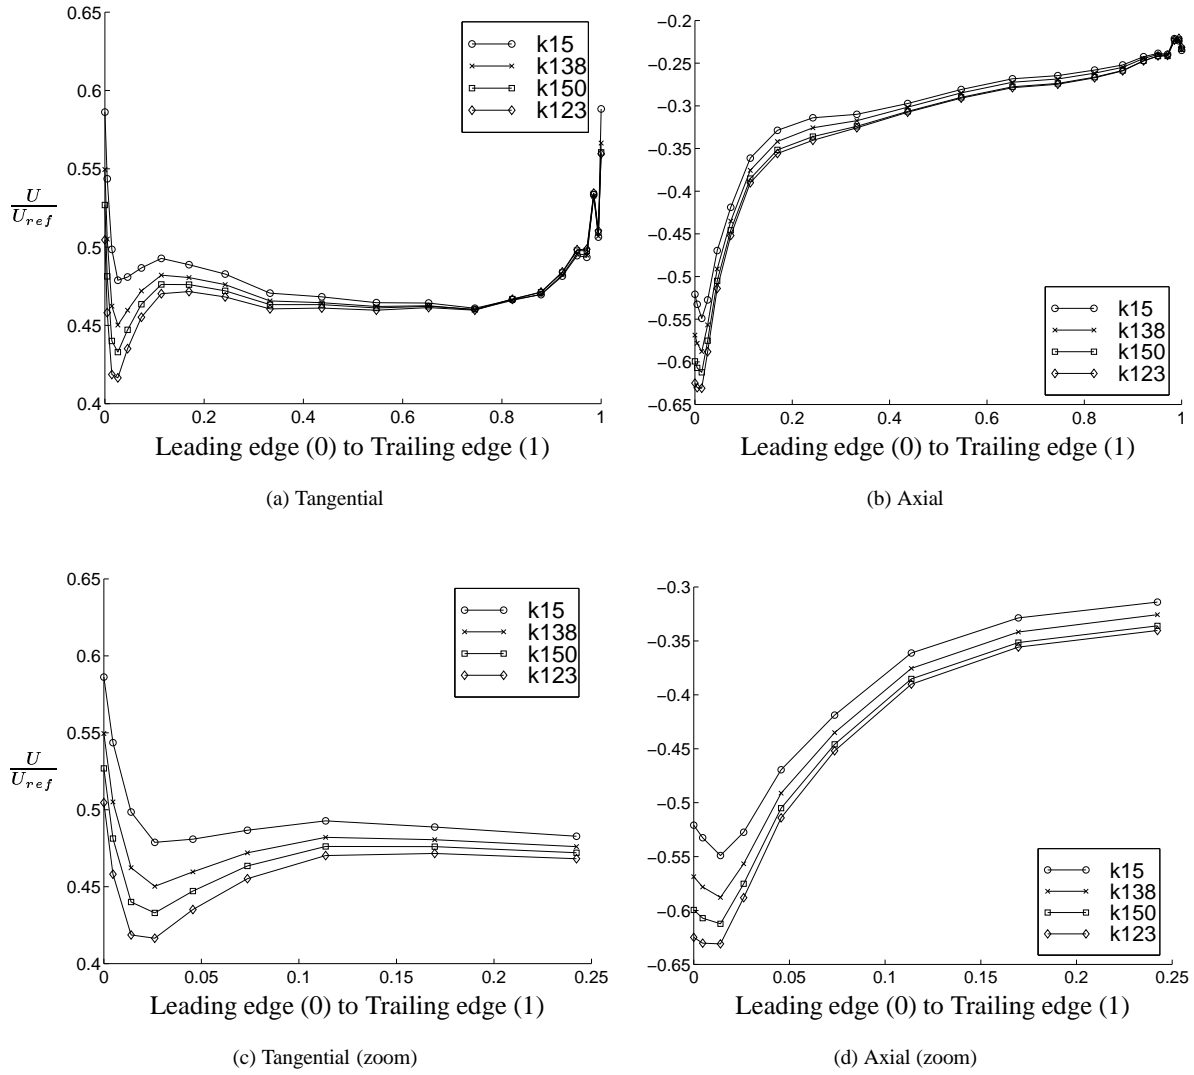 0.65
0.6
0.55
0.5
0.45
0.4
0 0.2 0.4 0.6 0.8 1
U
U_ref
k15
k138
k150
k123
Leading edge (0) to Trailing edge (1)
(a) Tangential
−0.2
−0.25
−0.3
−0.35
−0.4
−0.45
−0.5
−0.55
−0.6
−0.65
0 0.2 0.4 0.6 0.8 1
k15
k138
k150
k123
Leading edge (0) to Trailing edge (1)
(b) Axial
0.65
0.6
0.55
0.5
0.45
0.4
0 0.05 0.1 0.15 0.2 0.25
U
U_ref
k15
k138
k150
k123
Leading edge (0) to Trailing edge (1)
(c) Tangential (zoom)
−0.3
−0.35
−0.4
−0.45
−0.5
−0.55
−0.6
−0.65
0 0.05 0.1 0.15 0.2 0.25
k15
k138
k150
k123
Leading edge (0) to Trailing edge (1)
(d) Axial (zoom)